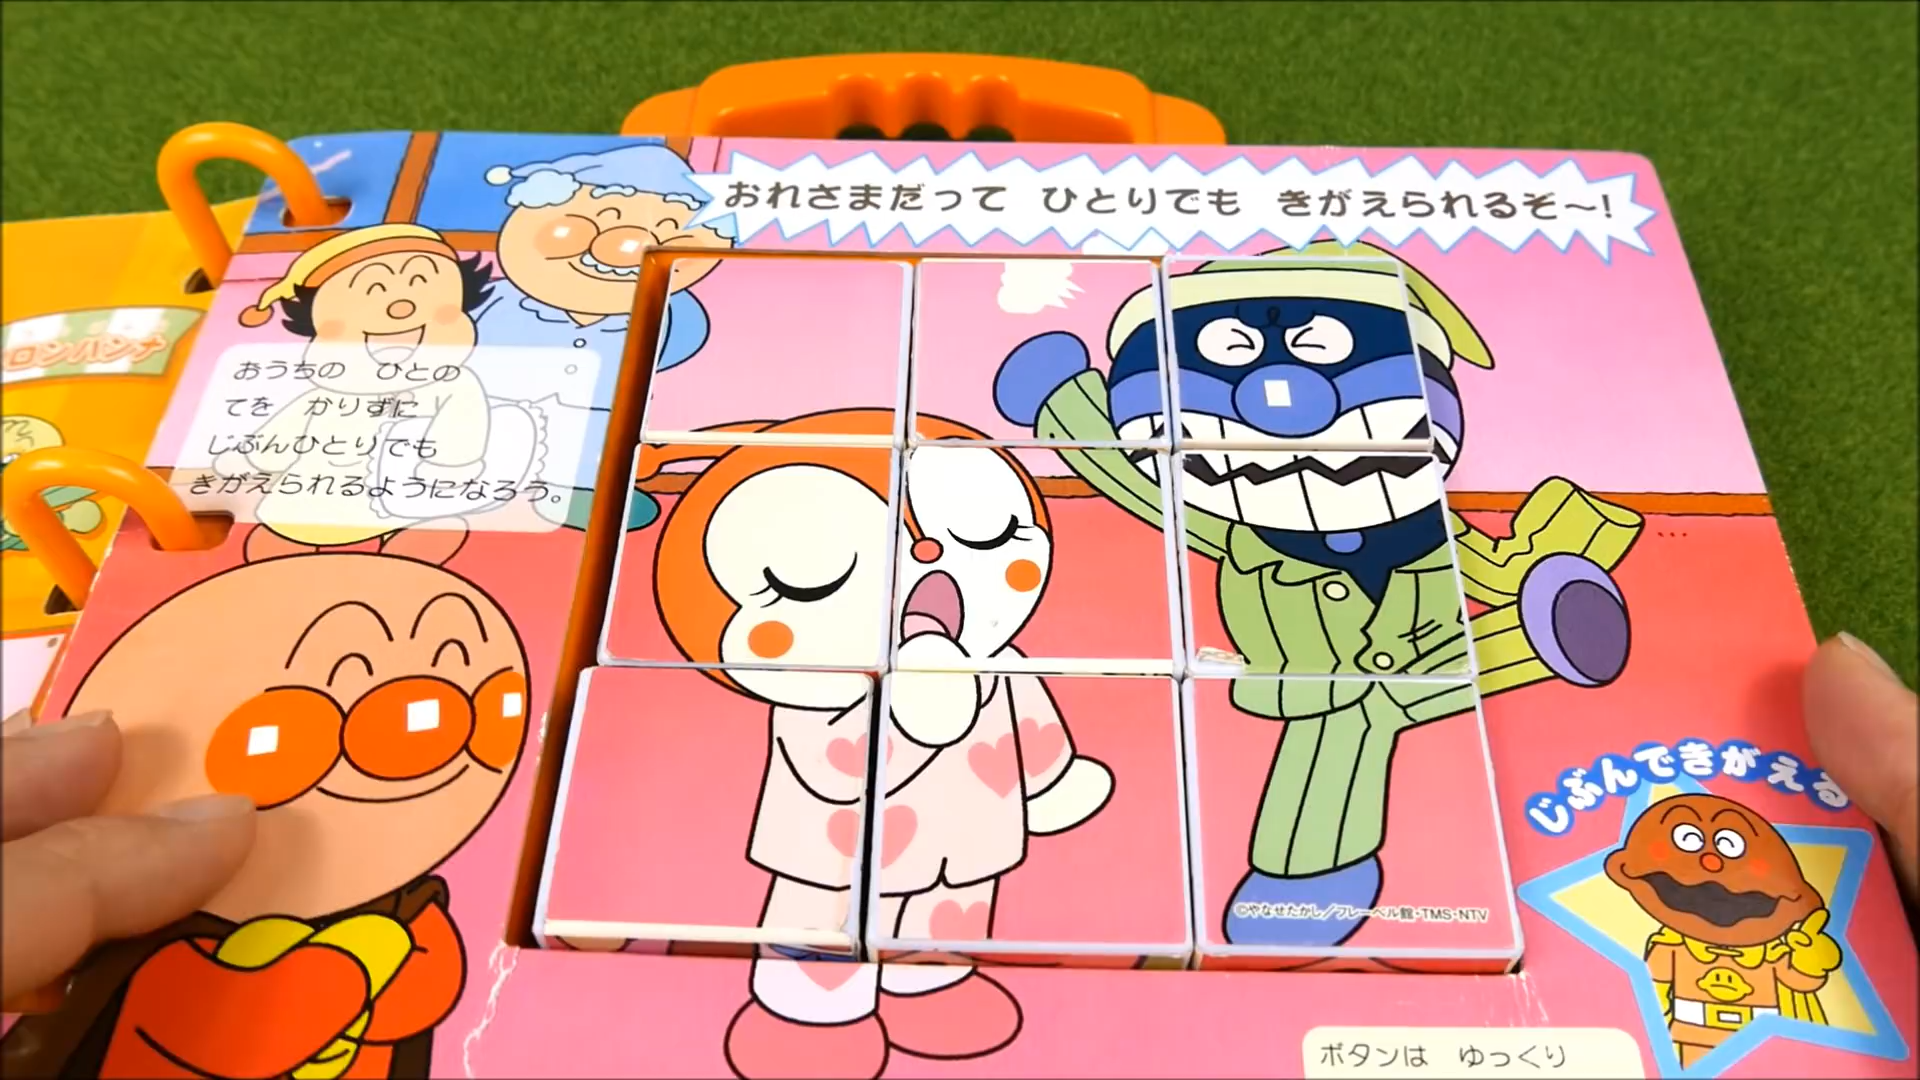 おれさまだって ひとりでも きがえられるぞ〜!
おうちの ひとの
てを かりずに
じぶんひとりでも
きがえられるようになろう。
じぶんできがえる
©やなせたかし/フレーベル館・TMS・NTV
ボタンは ゆっくり